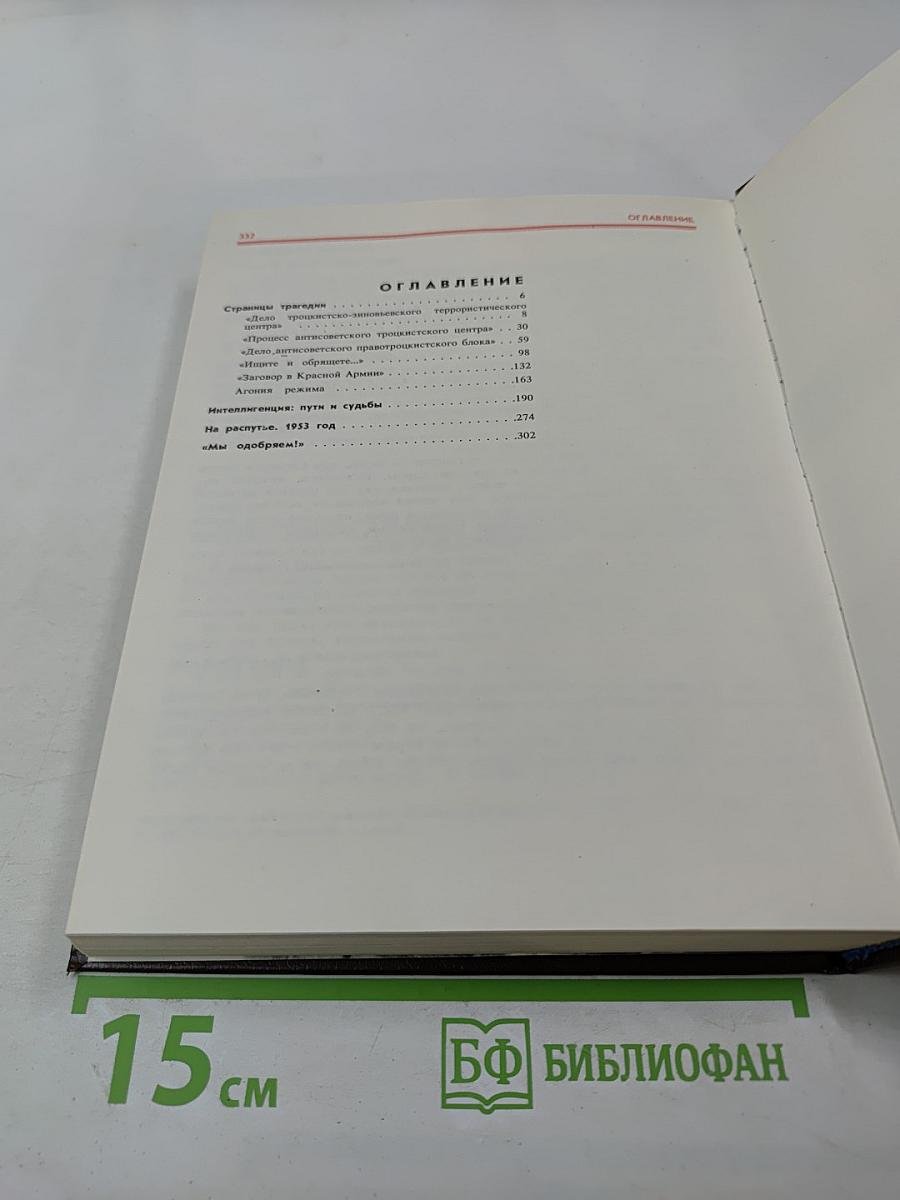 332 ОГЛАВЛЕНИЕ
ОГЛАВЛЕНИЕ
Страницы трагедии . . . . . . . . . . . . . . . . . . . . 6
«Дело троцкистско-зиновьевского террористического
центра» . . . . . . . . . . . . . . . . . . . . . . . . 8
«Процесс антисоветского троцкистского центра» . . 30
«Дело антисоветского правотроцкистского блока» . . 59
«Ищите и обрящете...» . . . . . . . . . . . . . . . . 98
«Заговор в Красной Армии» . . . . . . . . . . . . . .132
Агония режима . . . . . . . . . . . . . . . . . . . .163
Интеллигенция: пути и судьбы . . . . . . . . . . . . . .190
На распутье. 1953 год . . . . . . . . . . . . . . . . . .274
«Мы одобряем!» . . . . . . . . . . . . . . . . . . . . .302
15 см
БФ БИБЛИОФАН